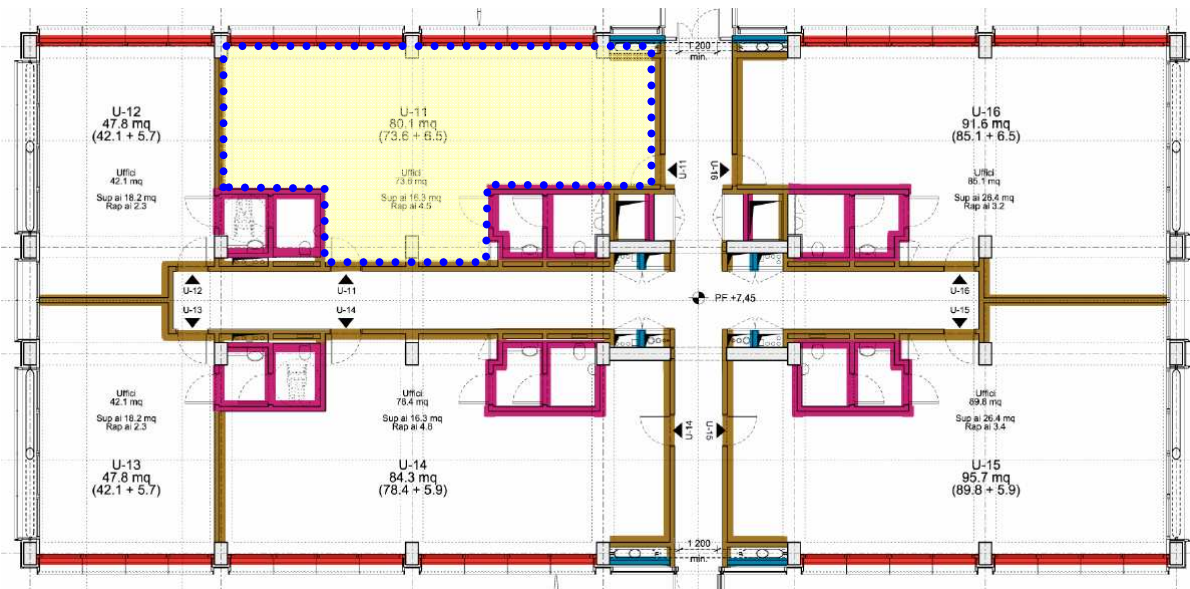 1 200
min.
U-12
47.8 mq
(42.1 + 5.7)
Uffici
42.1 mq
Sup ai 18.2 mq
Rap ai 2.3
U-11
80.1 mq
(73.6 + 6.5)
Uffici
73.6 mq
Sup ai 16.3 mq
Rap ai 4.5
U-11
U-16
U-16
91.6 mq
(85.1 + 6.5)
Uffici
85.1 mq
Sup ai 26.4 mq
Rap ai 3.2
U-12
U-13
U-11
U-14
PF +7,45
U-16
U-15
Uffici
42.1 mq
Sup ai 18.2 mq
Rap ai 2.3
U-13
47.8 mq
(42.1 + 5.7)
Uffici
78.4 mq
Sup ai 16.3 mq
Rap ai 4.8
U-14
84.3 mq
(78.4 + 5.9)
U-14
U-15
Uffici
89.8 mq
Sup ai 26.4 mq
Rap ai 3.4
U-15
95.7 mq
(89.8 + 5.9)
1 200
min.